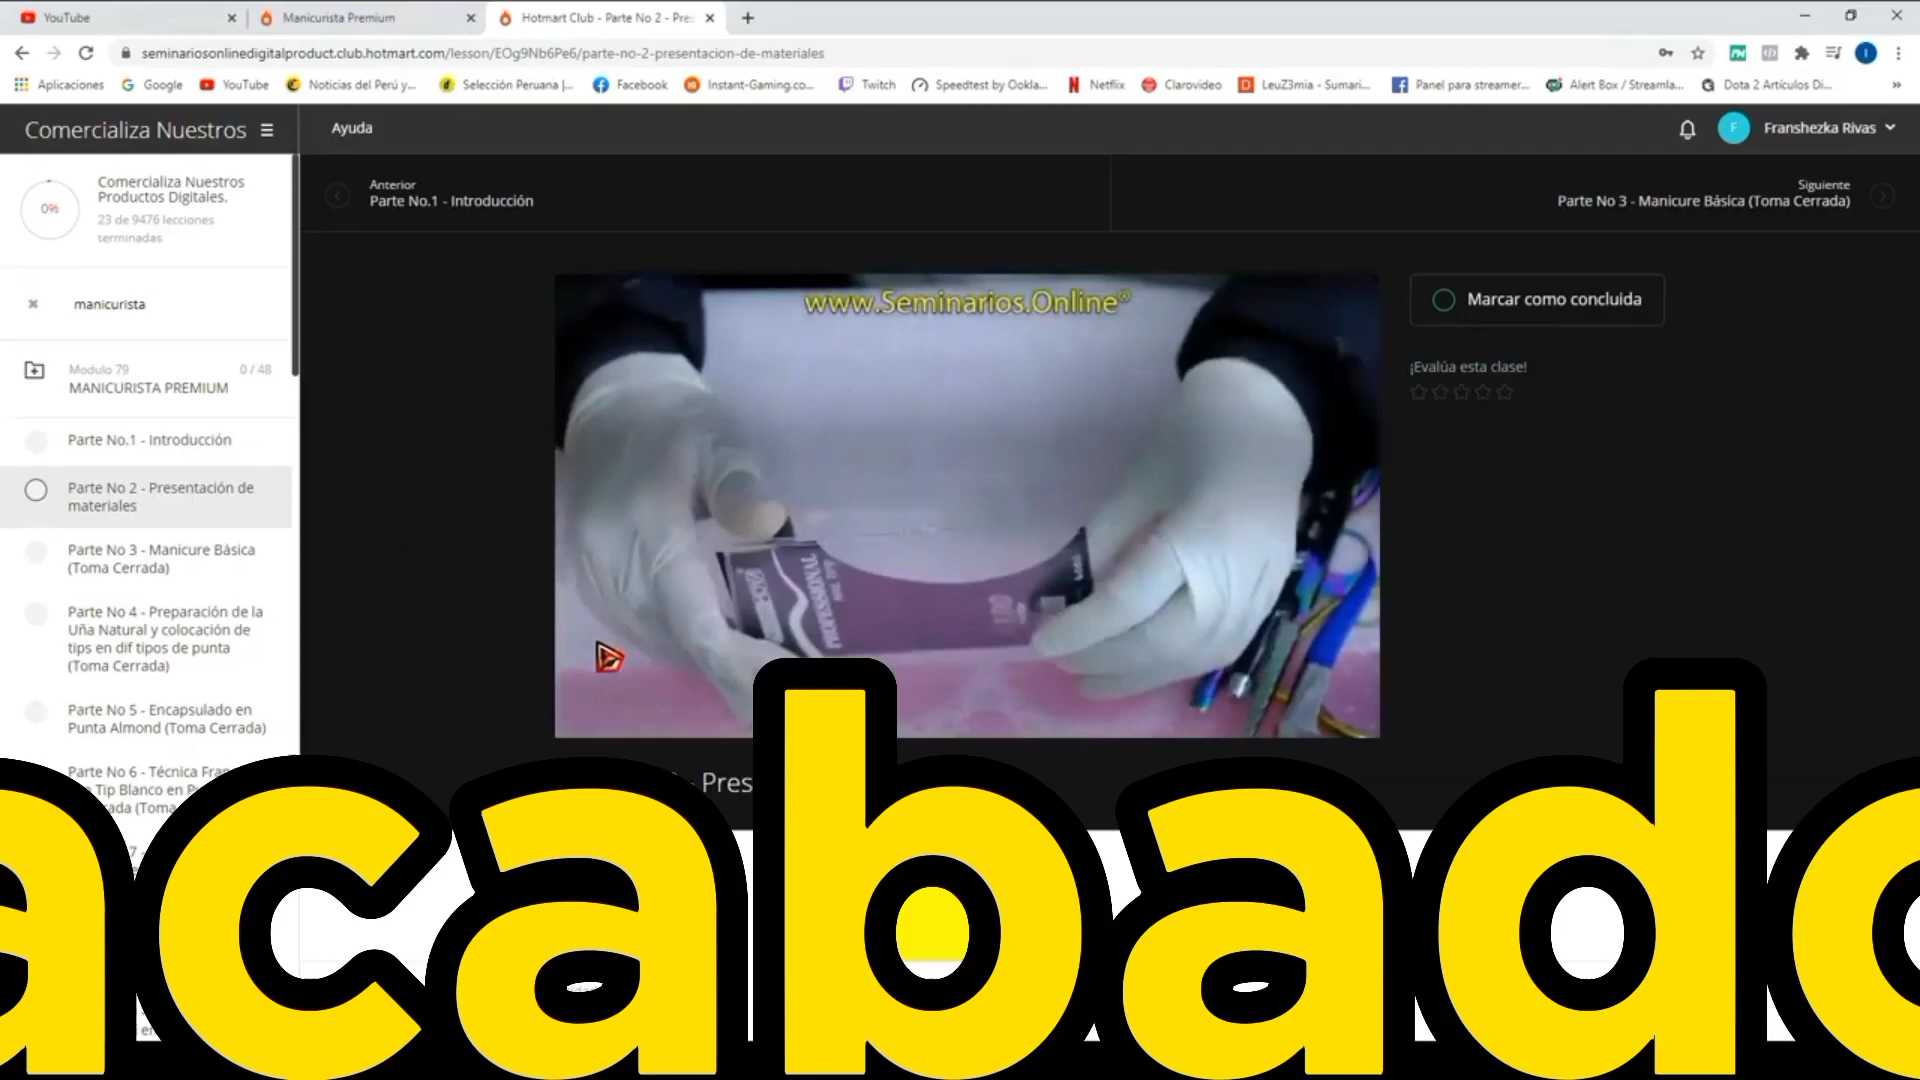 YouTube
Manicurista Premium
Hotmart Club - Parte No 2 - Pre
seminariosonlinedigitalproduct.club.hotmart.com/lesson/EOg9Nb6Pe6/parte-no-2-presentacion-de-materiales
Aplicaciones
Google
YouTube
Noticias del Perú y...
Selección Peruana |...
Facebook
Instant-Gaming.co...
Twitch
Speedtest by Ookla...
Netflix
Clarovideo
LeuZ3mia - Sumari...
Panel para streamer...
Alert Box / Streamla...
Dota 2 Artículos Di...
Comercializa Nuestros
Ayuda
F
Franshezka Rivas
0%
Comercializa Nuestros
Productos Digitales.
23 de 9476 lecciones
terminadas
Anterior
Parte No.1 - Introducción
Siguiente
Parte No 3 - Manicure Básica (Toma Cerrada)
manicurista
Modulo 79
0 / 48
MANICURISTA PREMIUM
Parte No.1 - Introducción
Parte No 2 - Presentación de
materiales
Parte No 3 - Manicure Básica
(Toma Cerrada)
Parte No 4 - Preparación de la
Uña Natural y colocación de
tips en dif tipos de punta
(Toma Cerrada)
Parte No 5 - Encapsulado en
Punta Almond (Toma Cerrada)
Parte No 6 - Técnica Fran
Tip Blanco en P
(Toma
www.Seminarios.Online®
PROFESSIONAL
100
Marcar como concluida
¡Evalúa esta clase!
- Pres
acabado